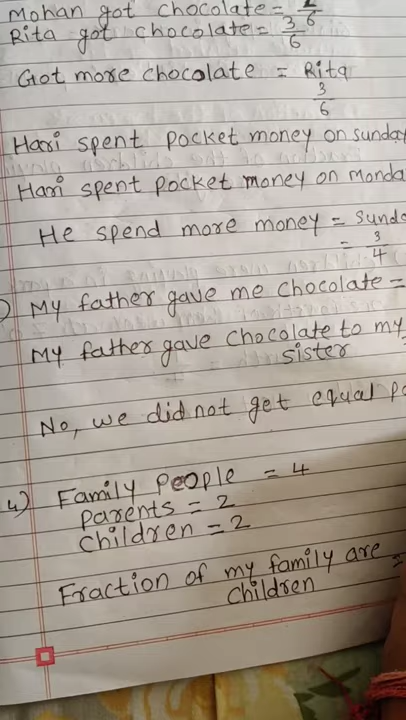 Mohan got chocolate = 2/6
Rita got chocolate = 3/6
Got more chocolate = Rita
3/6
Hari spent pocket money on sunday
Hari spent pocket money on Monda
He spend more money = Sunda
= 3/4
) My father gave me chocolate =
My father gave chocolate to my
sister
No, we did not get equal pa
4) Family people = 4
parents = 2
children = 2
Fraction of my family are =
children